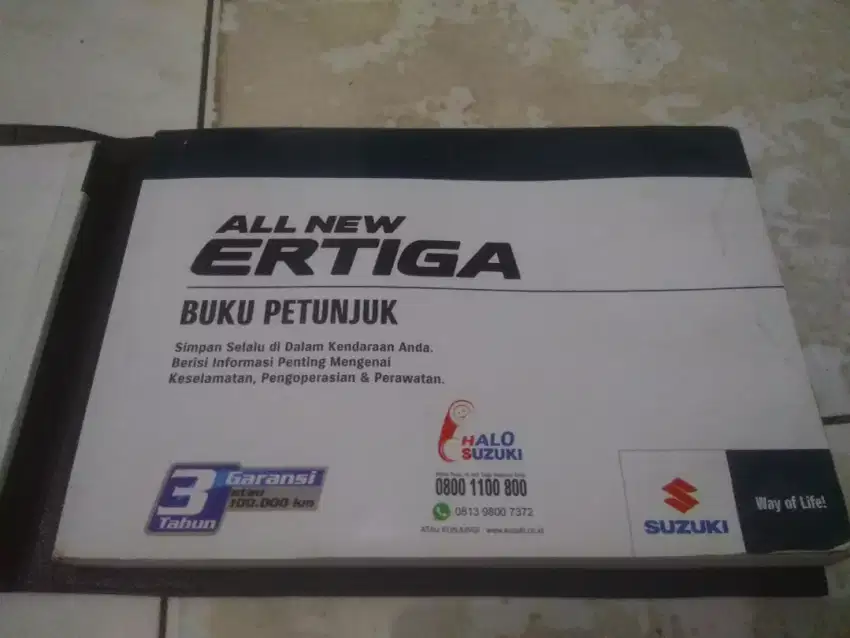 ALL NEW
ERTIGA
BUKU PETUNJUK
Simpan Selalu di Dalam Kendaraan Anda.
Berisi Informasi Penting Mengenai
Keselamatan, Pengoperasian & Perawatan.
HALO
SUZUKI
0800 1100 800
0813 9800 7372
ATAU KUNJUNGI www.suzuki.co.id
3
Tahun
Garansi
atau
100.000 km
SUZUKI
Way of Life!